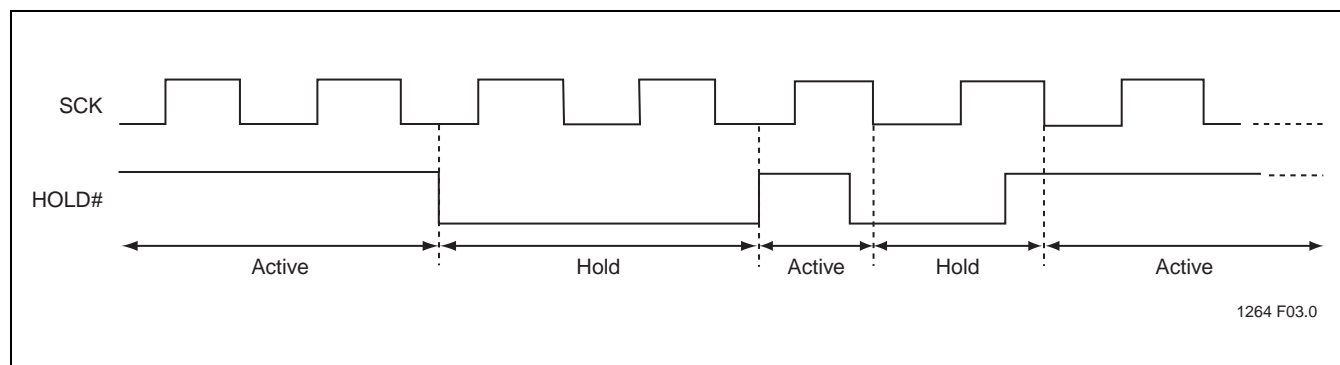 SCK
HOLD#
Active Hold Active Hold Active
1264 F03.0